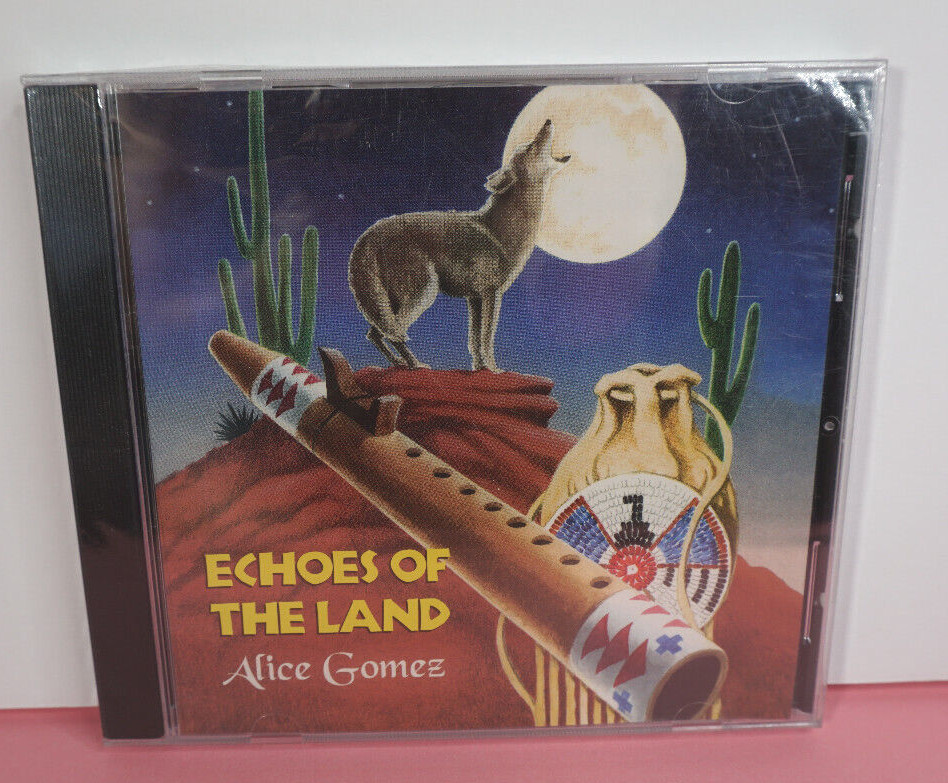 ECHOES OF
THE LAND
Alice Gomez